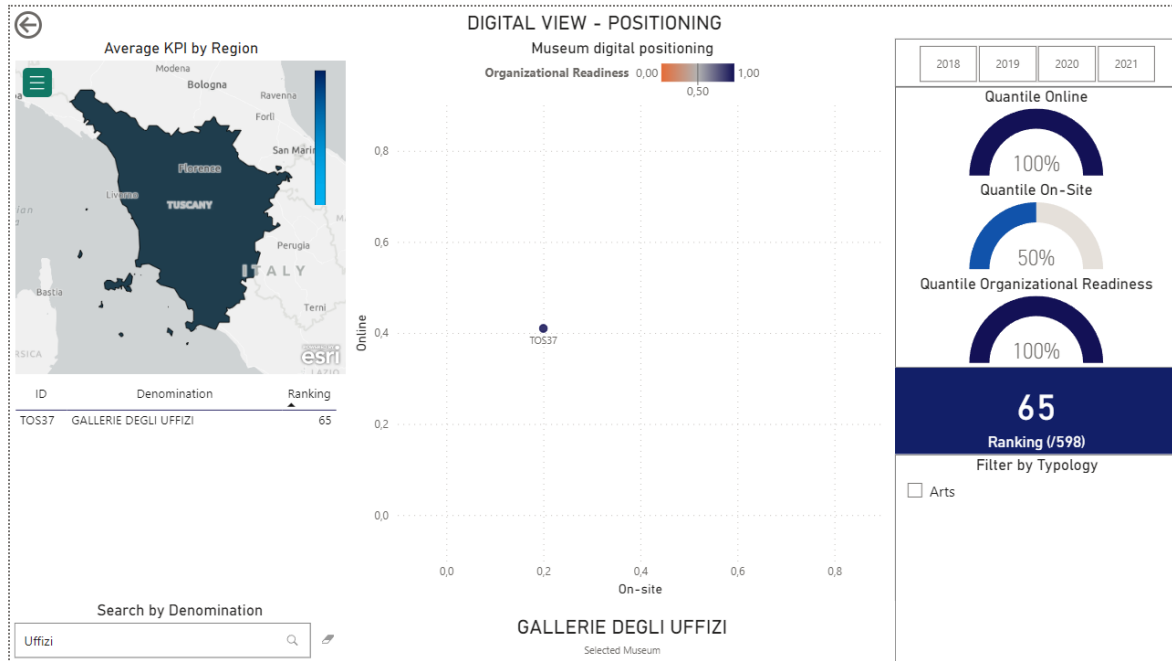 DIGITAL VIEW - POSITIONING
Average KPI by Region
Modena
Bologna
Ravenna
Forlì
San Marin
Florence
Livorno
TUSCANY
Perugia
ITALY
Bastia
Terni
esri
LAZIO
ID Denomination Ranking
TOS37 GALLERIE DEGLI UFFIZI 65
Search by Denomination
Uffizi
Museum digital positioning
Organizational Readiness 0,00 1,00
0,50
0,8
0,6
0,4
0,2
0,0
Online
TOS37
0,0 0,2 0,4 0,6 0,8
On-site
GALLERIE DEGLI UFFIZI
Selected Museum
2018 2019 2020 2021
Quantile Online
100%
Quantile On-Site
50%
Quantile Organizational Readiness
100%
65
Ranking (/598)
Filter by Typology
Arts